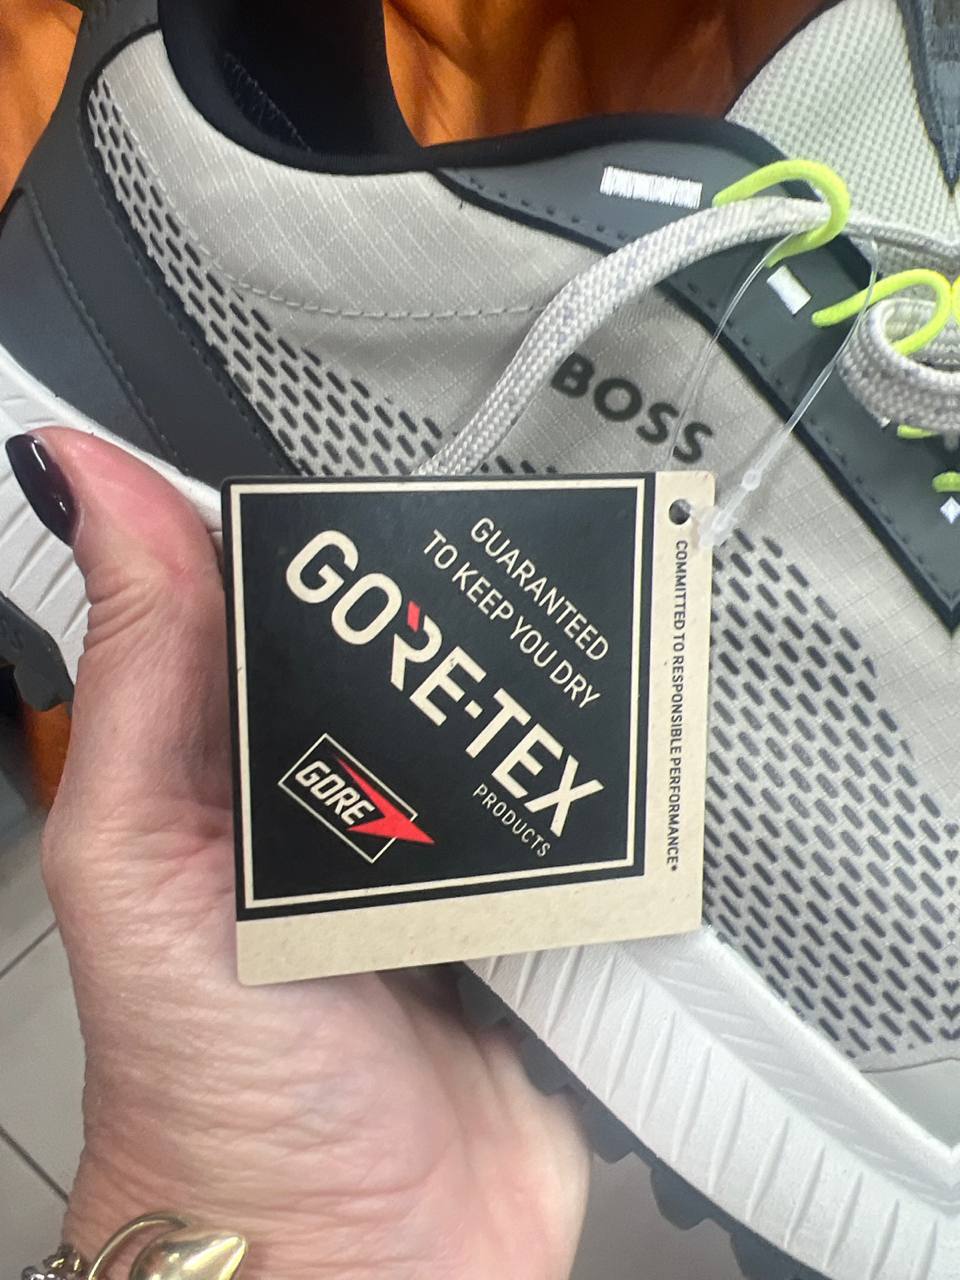 BOSS
GUARANTEED
TO KEEP YOU DRY
GORE-TEX
PRODUCTS
GORE
COMMITTED TO RESPONSIBLE PERFORMANCE*